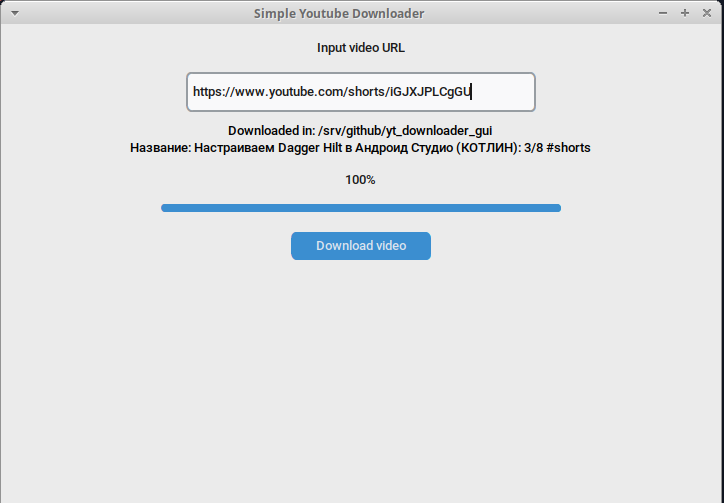 Simple Youtube Downloader
Input video URL
https://www.youtube.com/shorts/iGJXJPLCgGU
Downloaded in: /srv/github/yt_downloader_gui
Название: Настраиваем Dagger Hilt в Андроид Студио (КОТЛИН): 3/8 #shorts
100%
Download video